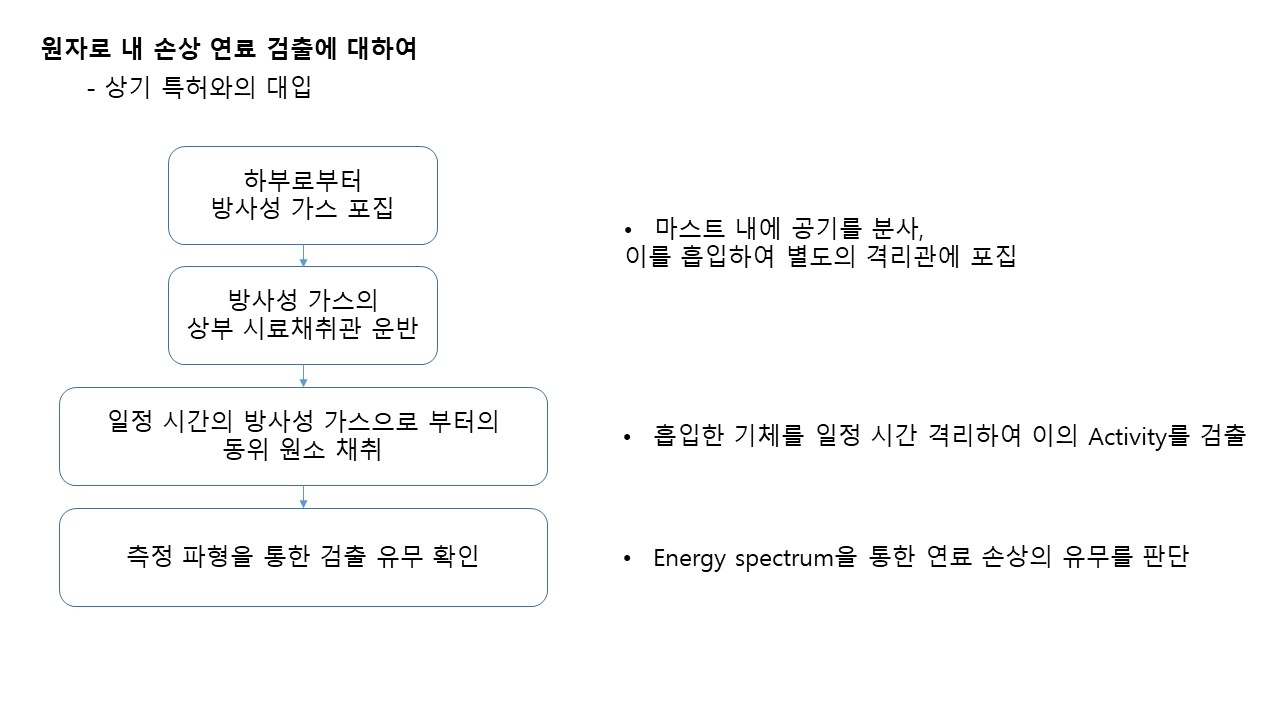 원자로 내 손상 연료 검출에 대하여
- 상기 특허와의 대입
하부로부터
방사성 가스 포집
• 마스트 내에 공기를 분사,
이를 흡입하여 별도의 격리관에 포집
방사성 가스의
상부 시료채취관 운반
일정 시간의 방사성 가스으로 부터의
동위 원소 채취
• 흡입한 기체를 일정 시간 격리하여 이의 Activity를 검출
측정 파형을 통한 검출 유무 확인
• Energy spectrum을 통한 연료 손상의 유무를 판단